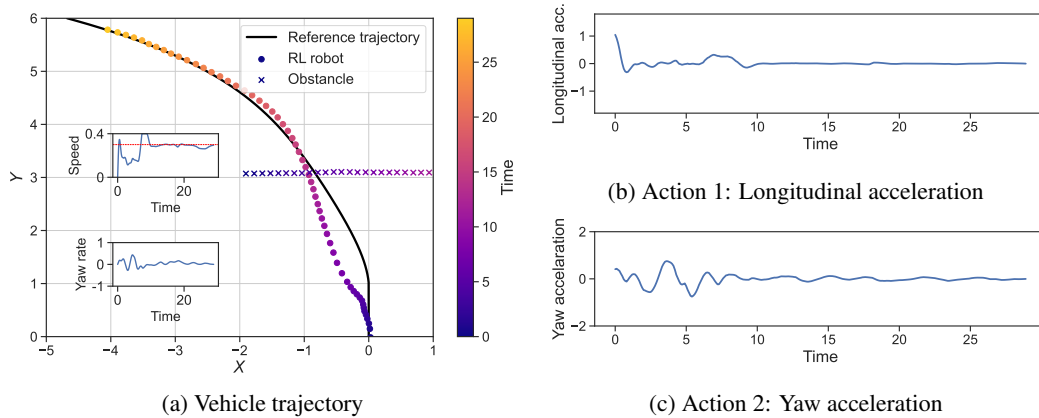 6
5
4
3
2
1
0
Y
Reference trajectory
RL robot
Obstancle
0.4
0
Speed
0
20
Time
1
0
-1
Yaw rate
0
20
Time
−5
−4
−3
−2
−1
0
1
X
25
20
15
10
5
0
Time
(a) Vehicle trajectory
Longitudinal acc.
1
0
−1
0
5
10
15
20
25
Time
(b) Action 1: Longitudinal acceleration
Yaw accelaration
2
0
−2
0
5
10
15
20
25
Time
(c) Action 2: Yaw acceleration